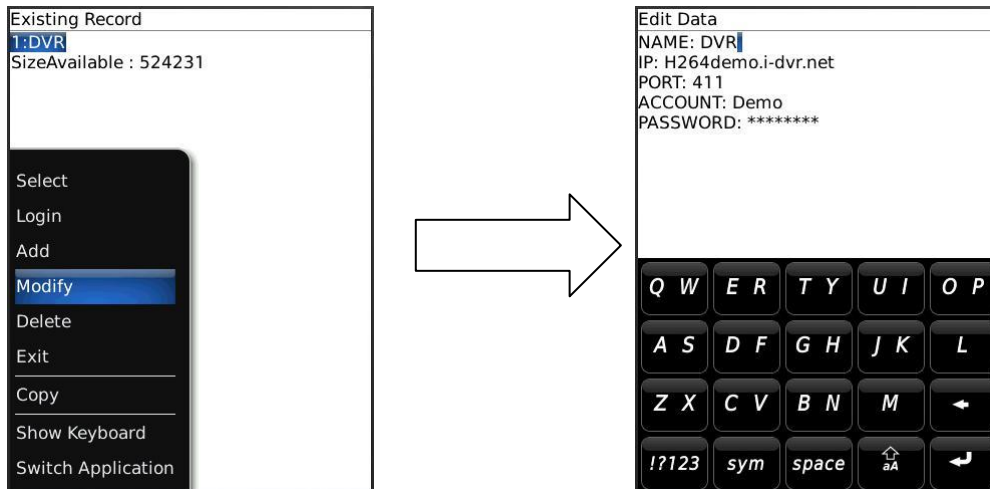 Existing Record
1:DVR
SizeAvailable : 524231
Select
Login
Add
Modify
Delete
Exit
Copy
Show Keyboard
Switch Application
Edit Data
NAME: DVR
IP: H264demo.i-dvr.net
PORT: 411
ACCOUNT: Demo
PASSWORD: ********
Q W E R T Y U I O P
A S D F G H J K L
Z X C V B N M
!?123 sym space aA